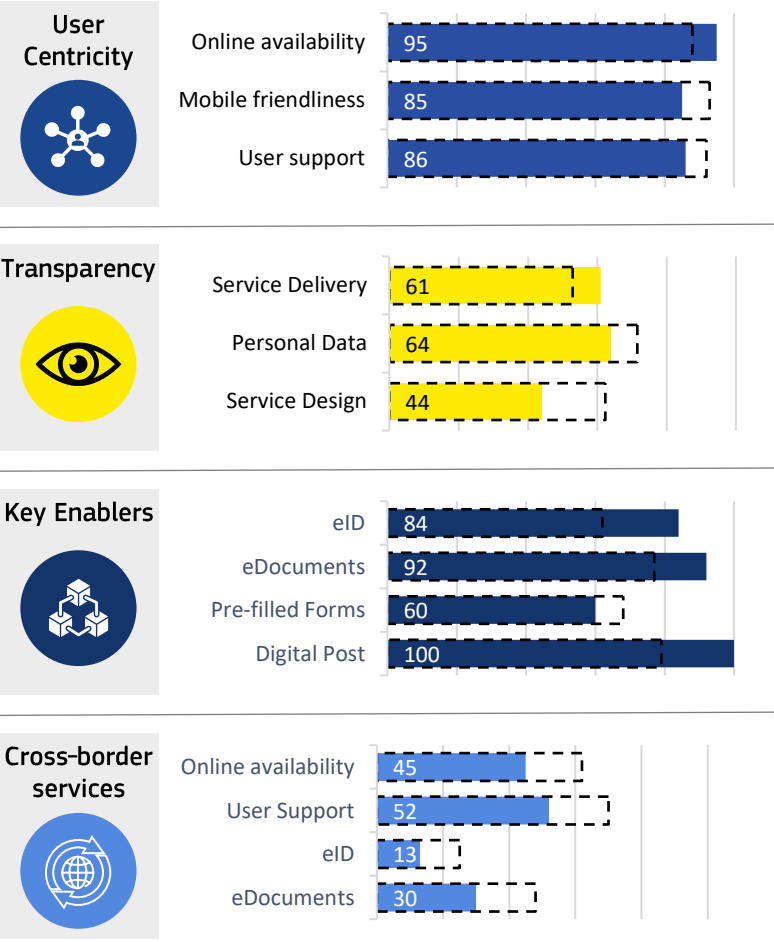 User
Centricity
Online availability 95
Mobile friendliness 85
User support 86
Transparency
Service Delivery 61
Personal Data 64
Service Design 44
Key Enablers
eID 84
eDocuments 92
Pre-filled Forms 60
Digital Post 100
Cross-border
services
Online availability 45
User Support 52
eID 13
eDocuments 30